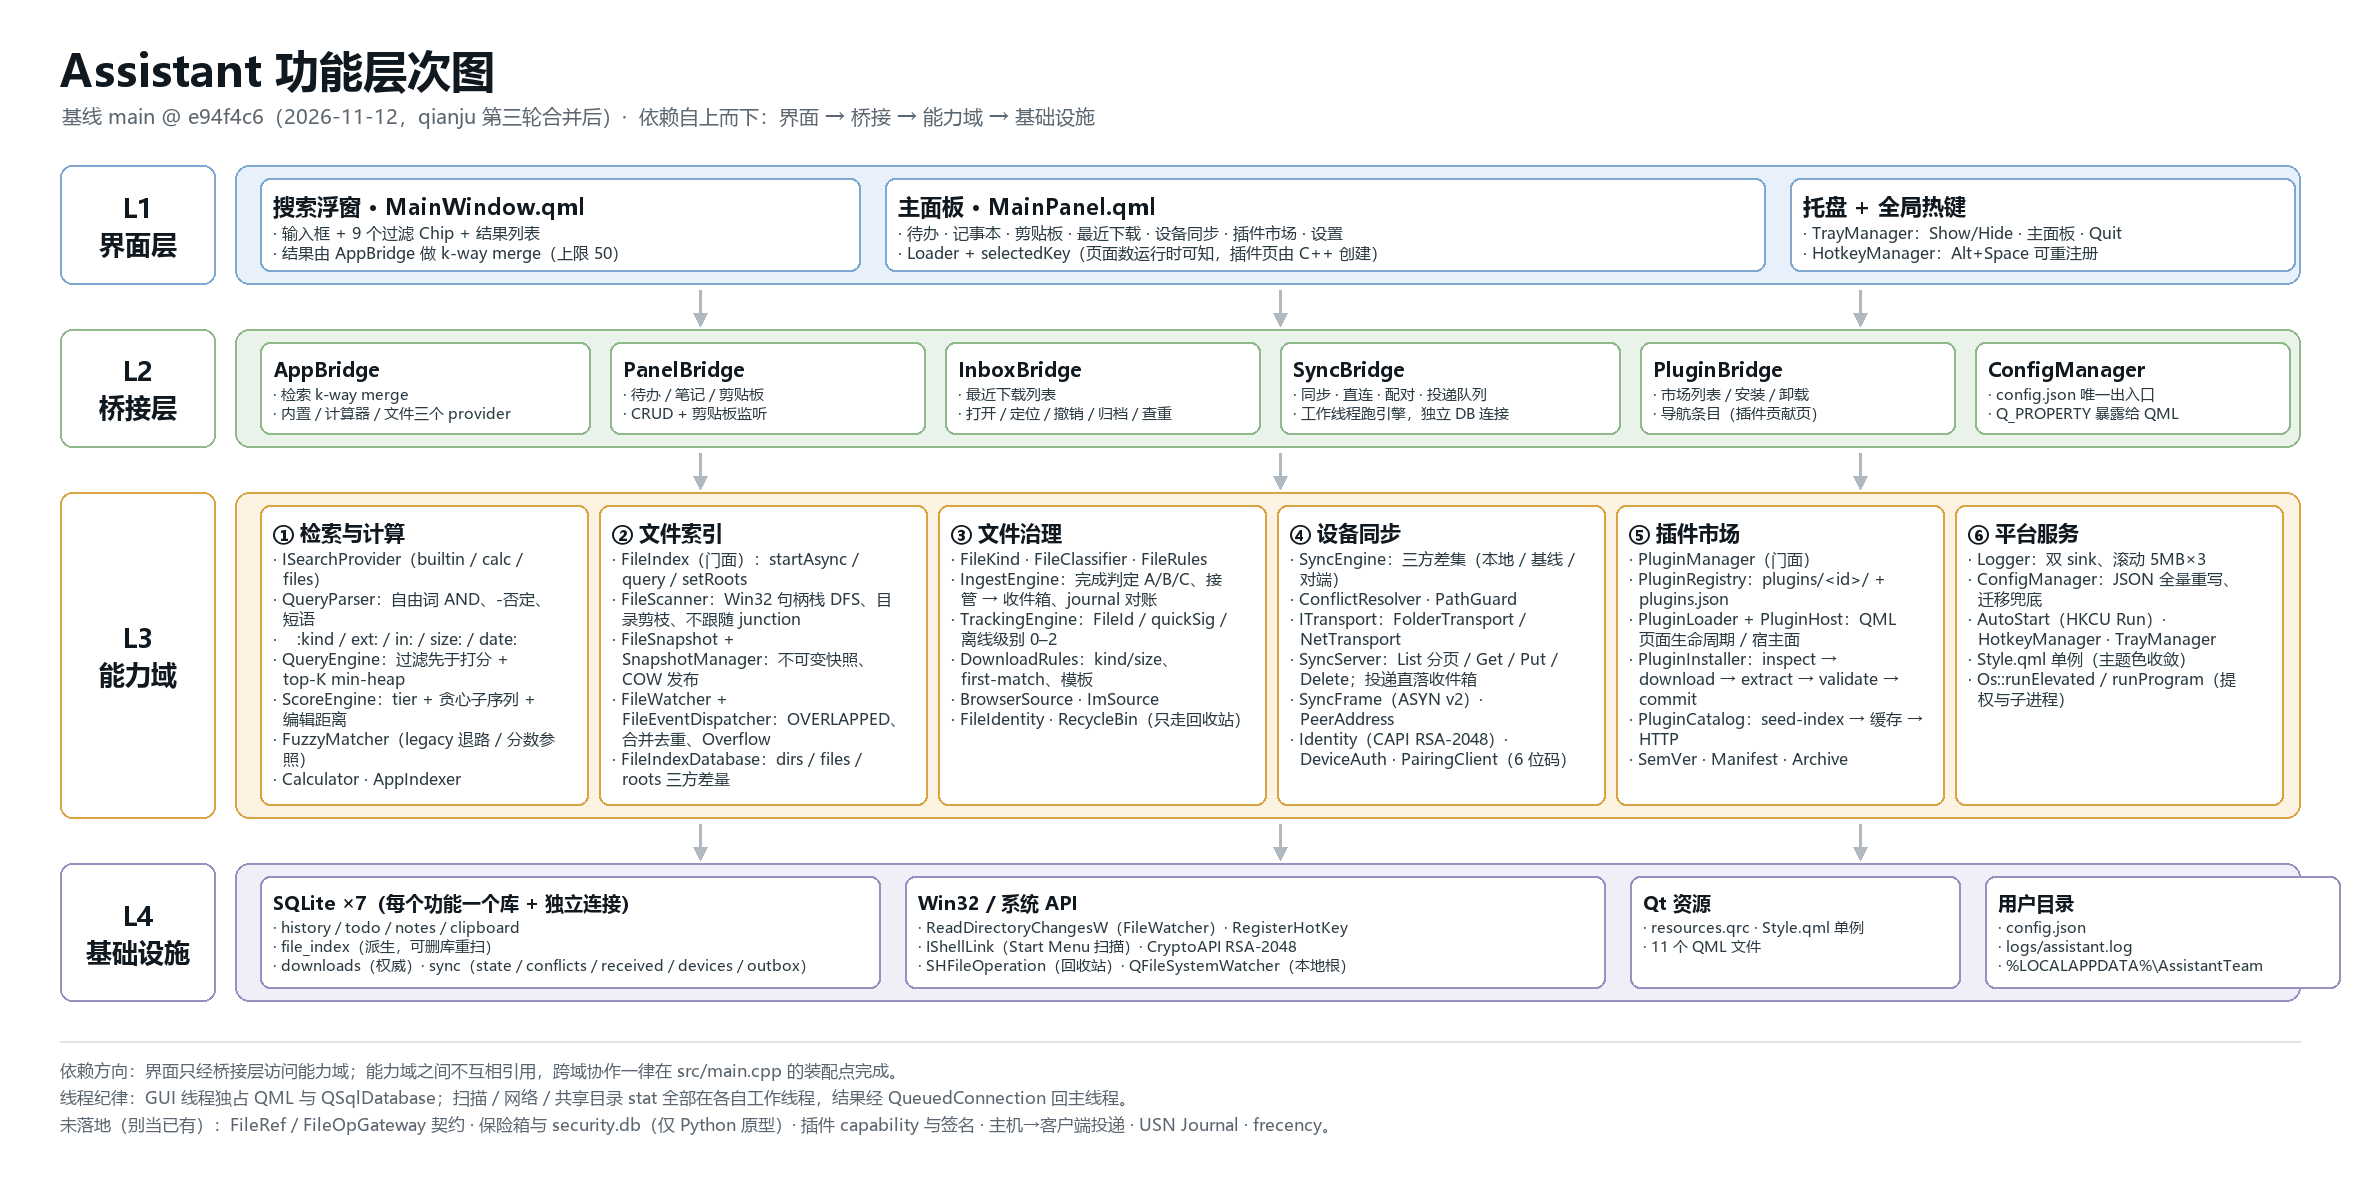 Assistant 功能层次图
基线 main @ e94f4c6（2026-11-12，qianju 第三轮合并后）· 依赖自上而下：界面 → 桥接 → 能力域 → 基础设施
L1
界面层
搜索浮窗 • MainWindow.qml
· 输入框 + 9 个过滤 Chip + 结果列表
· 结果由 AppBridge 做 k-way merge（上限 50）
主面板 • MainPanel.qml
· 待办 · 记事本 · 剪贴板 · 最近下载 · 设备同步 · 插件市场 · 设置
· Loader + selectedKey（页面数运行时可知，插件页由 C++ 创建）
托盘 + 全局热键
· TrayManager：Show/Hide · 主面板 · Quit
· HotkeyManager：Alt+Space 可重注册
L2
桥接层
AppBridge
· 检索 k-way merge
· 内置 / 计算器 / 文件三个 provider
PanelBridge
· 待办 / 笔记 / 剪贴板
· CRUD + 剪贴板监听
InboxBridge
· 最近下载列表
· 打开 / 定位 / 撤销 / 归档 / 查重
SyncBridge
· 同步 · 直连 · 配对 · 投递队列
· 工作线程跑引擎，独立 DB 连接
PluginBridge
· 市场列表 / 安装 / 卸载
· 导航条目（插件贡献页）
ConfigManager
· config.json 唯一出入口
· Q_PROPERTY 暴露给 QML
L3
能力域
① 检索与计算
· ISearchProvider（builtin / calc /
files）
· QueryParser：自由词 AND、-否定、
短语
· :kind / ext: / in: / size: / date:
· QueryEngine：过滤先于打分 +
top-K min-heap
· ScoreEngine：tier + 贪心子序列 +
编辑距离
· FuzzyMatcher（legacy 退路 / 分数参
照）
· Calculator · AppIndexer
② 文件索引
· FileIndex（门面）：startAsync /
query / setRoots
· FileScanner：Win32 句柄栈 DFS、目
录剪枝、不跟随 junction
· FileSnapshot +
SnapshotManager：不可变快照、
COW 发布
· FileWatcher +
FileEventDispatcher：OVERLAPPED、
合并去重、Overflow
· FileIndexDatabase：dirs / files /
roots 三方差量
③ 文件治理
· FileKind · FileClassifier · FileRules
· IngestEngine：完成判定 A/B/C、接
管 → 收件箱、journal 对账
· TrackingEngine：FileId / quickSig /
离线级别 0–2
· DownloadRules：kind/size、
first-match、模板
· BrowserSource · ImSource
· FileIdentity · RecycleBin（只走回收站）
④ 设备同步
· SyncEngine：三方差集（本地 / 基线 /
对端）
· ConflictResolver · PathGuard
· ITransport：FolderTransport /
NetTransport
· SyncServer：List 分页 / Get / Put /
Delete；投递直落收件箱
· SyncFrame（ASYN v2）·
PeerAddress
· Identity（CAPI RSA-2048）·
DeviceAuth · PairingClient（6 位码）
⑤ 插件市场
· PluginManager（门面）
· PluginRegistry：plugins/<id>/ +
plugins.json
· PluginLoader + PluginHost：QML
页面生命周期 / 宿主面
· PluginInstaller：inspect →
download → extract → validate →
commit
· PluginCatalog：seed-index → 缓存 →
HTTP
· SemVer · Manifest · Archive
⑥ 平台服务
· Logger：双 sink、滚动 5MB×3
· ConfigManager：JSON 全量重写、
迁移兜底
· AutoStart（HKCU Run）·
HotkeyManager · TrayManager
· Style.qml 单例（主题色收敛）
· Os::runElevated / runProgram（提
权与子进程）
L4
基础设施
SQLite ×7（每个功能一个库 + 独立连接）
· history / todo / notes / clipboard
· file_index（派生，可删库重扫）
· downloads（权威）· sync（state / conflicts / received / devices / outbox）
Win32 / 系统 API
· ReadDirectoryChangesW（FileWatcher）· RegisterHotKey
· IShellLink（Start Menu 扫描）· CryptoAPI RSA-2048
· SHFileOperation（回收站）· QFileSystemWatcher（本地根）
Qt 资源
· resources.qrc · Style.qml 单例
· 11 个 QML 文件
用户目录
· config.json
· logs/assistant.log
· %LOCALAPPDATA%\AssistantTeam
依赖方向：界面只经桥接层访问能力域；能力域之间不互相引用，跨域协作一律在 src/main.cpp 的装配点完成。
线程纪律：GUI 线程独占 QML 与 QSqlDatabase；扫描 / 网络 / 共享目录 stat 全部在各自工作线程，结果经 QueuedConnection 回主线程。
未落地（别当已有）：FileRef / FileOpGateway 契约 · 保险箱与 security.db（仅 Python 原型）· 插件 capability 与签名 · 主机→客户端投递 · USN Journal · frecency。